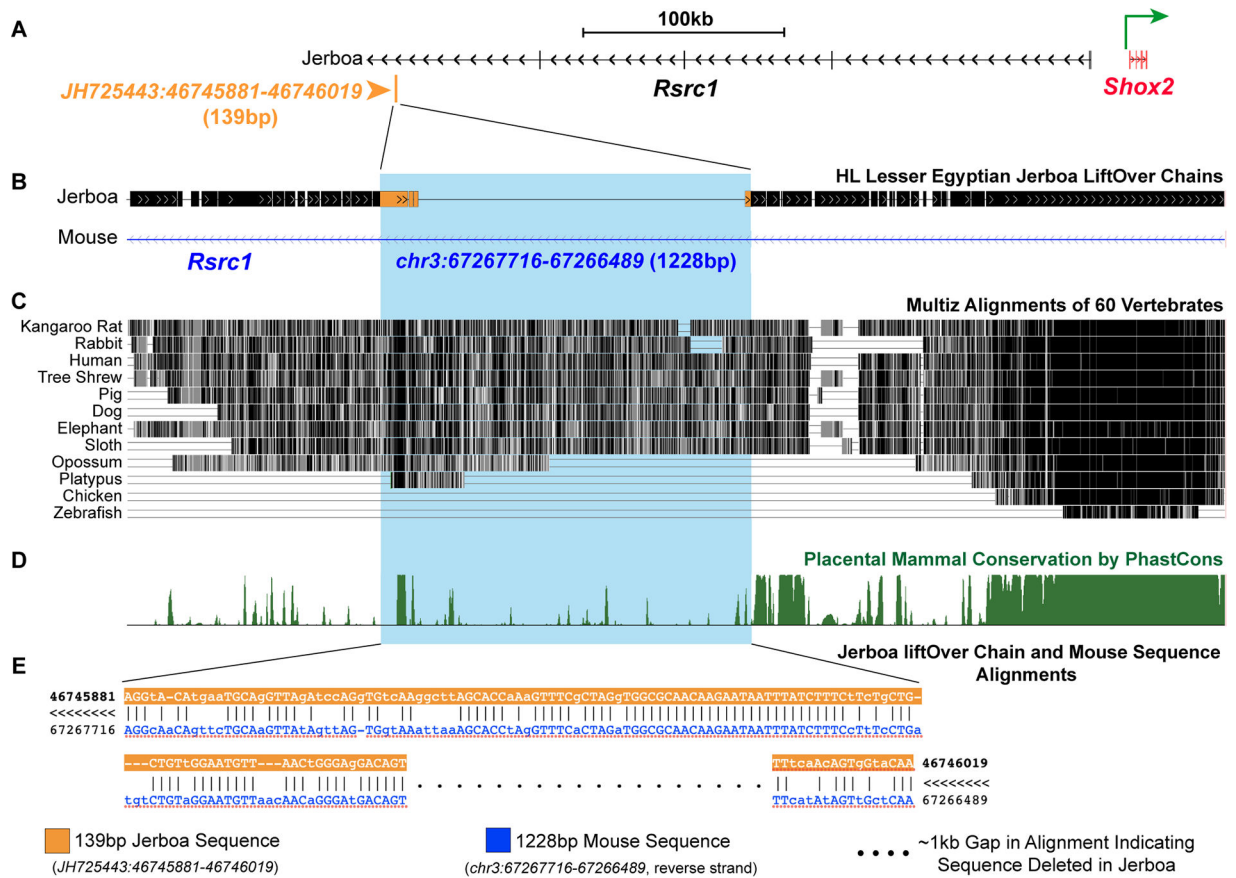 A
100kb
Jerboa
Rsrc1
Shox2
JH725443:46745881-46746019
(139bp)
B
HL Lesser Egyptian Jerboa LiftOver Chains
Jerboa
Mouse
Rsrc1
chr3:67267716-67266489 (1228bp)
C
Multiz Alignments of 60 Vertebrates
Kangaroo Rat
Rabbit
Human
Tree Shrew
Pig
Dog
Elephant
Sloth
Opossum
Platypus
Chicken
Zebrafish
D
Placental Mammal Conservation by PhastCons
E
Jerboa liftOver Chain and Mouse Sequence
Alignments
46745881 AGGtA-CAtgaaTGCAgGTTAGAtccAGgTGtcAAggcttAGCACCAaAGTTTCgCTAGgTGGCGCAACAAGAATAATTTATCTTTCtTcTgCTG-
<<<<<<<<
67267716 AGGcAACAgttcTGCAaGTTATAgttAG-TGgtAAattaaAGCACCtAgGTTTCaCTAGaTGGCGCAACAAGAATAATTTATCTTTCcTtTcCTGa
---CTGTtGGAATGTT---AACtGGGAgGACAGT TTtcaAcAGTgGtaCAA 46746019
<<<<<<<<
tgtCTGTaGGAATGTTaacAACaGGGAtGACAGT TTcatAtAGTtGctCAA 67266489
139bp Jerboa Sequence
(JH725443:46745881-46746019)
1228bp Mouse Sequence
(chr3:67267716-67266489, reverse strand)
~1kb Gap in Alignment Indicating
Sequence Deleted in Jerboa